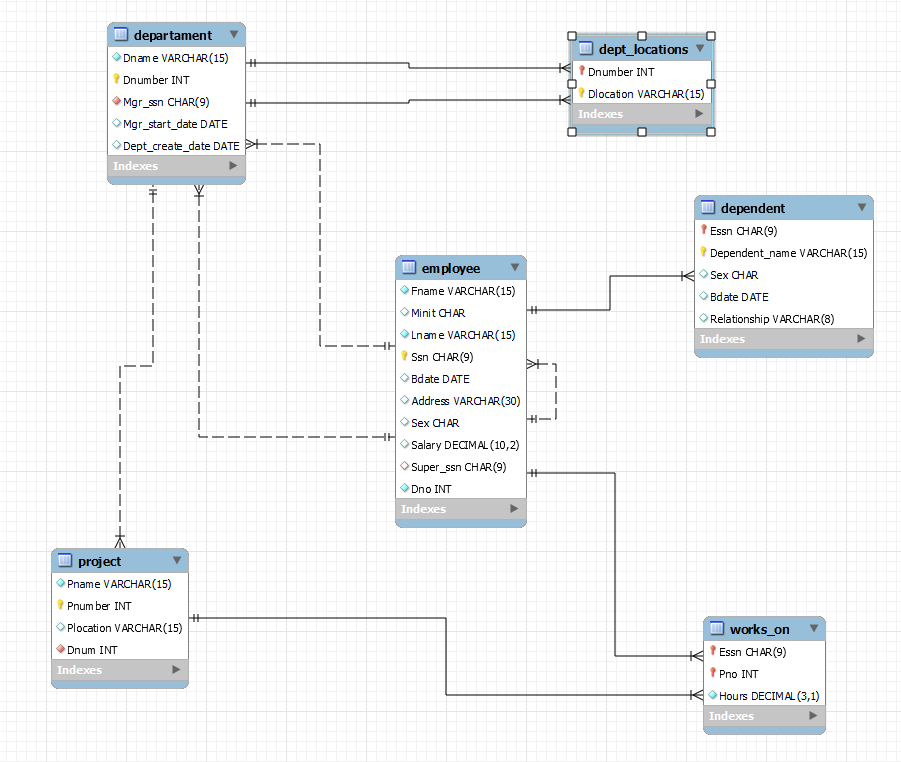 departament
Dname VARCHAR(15)
Dnumber INT
Mgr_ssn CHAR(9)
Mgr_start_date DATE
Dept_create_date DATE
Indexes
dept_locations
Dnumber INT
Dlocation VARCHAR(15)
Indexes
dependent
Essn CHAR(9)
Dependent_name VARCHAR(15)
Sex CHAR
Bdate DATE
Relationship VARCHAR(8)
Indexes
employee
Fname VARCHAR(15)
Minit CHAR
Lname VARCHAR(15)
Ssn CHAR(9)
Bdate DATE
Address VARCHAR(30)
Sex CHAR
Salary DECIMAL(10,2)
Super_ssn CHAR(9)
Dno INT
Indexes
project
Pname VARCHAR(15)
Pnumber INT
Plocation VARCHAR(15)
Dnum INT
Indexes
works_on
Essn CHAR(9)
Pno INT
Hours DECIMAL(3,1)
Indexes